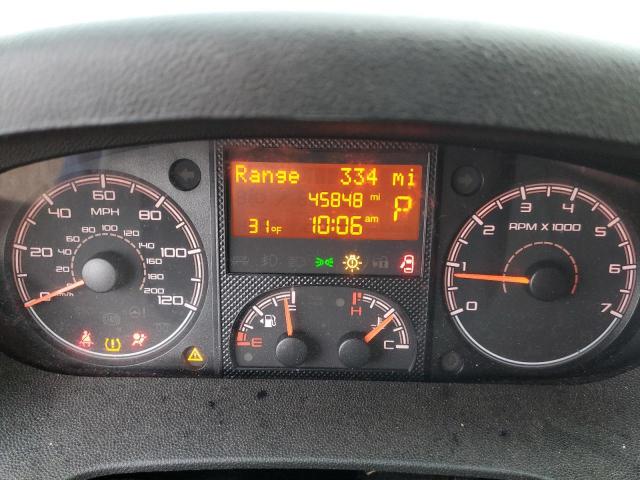 Range 334 mi
45848 mi
P
31°F 10:06 am
0 20 40 60 80 100 120
MPH
20 40 60 80 100 120 140 160 180 200
km/h
E F
H C
0 1 2 3 4 5 6 7
RPM X 1000